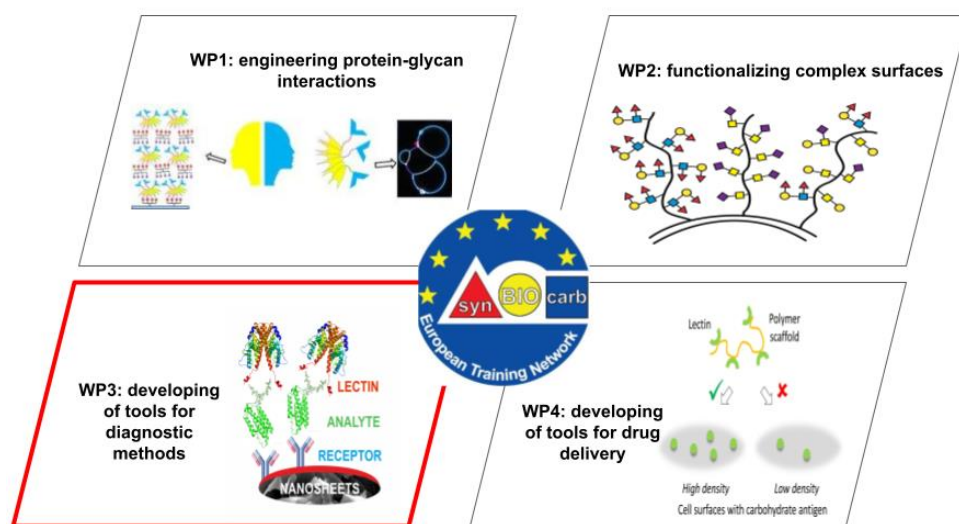 WP1: engineering protein-glycan
interactions
WP2: functionalizing complex surfaces
syn
BIO
carb
European Training Network
WP3: developing
of tools for
diagnostic
methods
LECTIN
ANALYTE
RECEPTOR
NANOSHEETS
WP4: developing
of tools for drug
delivery
Lectin
Polymer
scaffold
High density
Low density
Cell surfaces with carbohydrate antigen